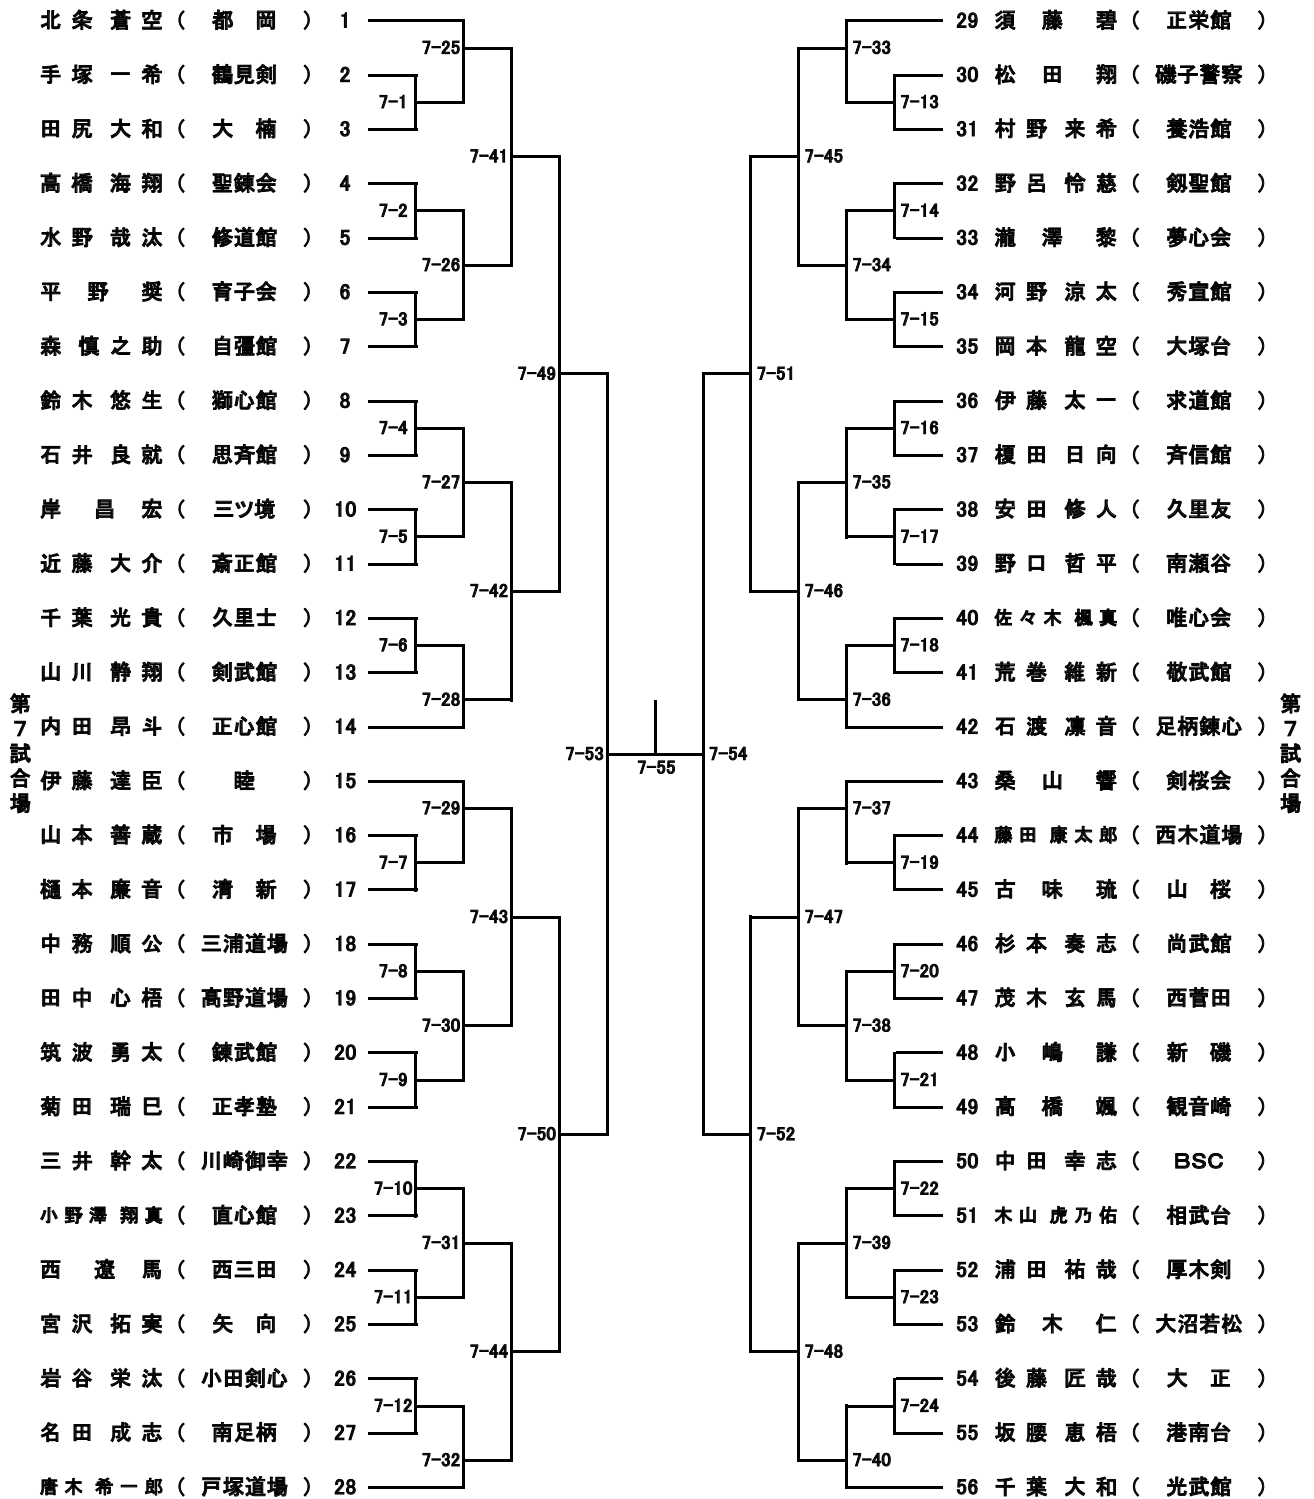 北条 蒼空 （ 都 岡 ） 1
手塚 一希 （ 鶴見剣 ） 2
田尻 大和 （ 大 楠 ） 3
高橋 海翔 （ 聖錬会 ） 4
水野 哉汰 （ 修道館 ） 5
平野 奨 （ 育子会 ） 6
森 慎之助 （ 自彊館 ） 7
鈴木 悠生 （ 獅心館 ） 8
石井 良就 （ 思斉館 ） 9
岸 昌宏 （ 三ツ境 ） 10
近藤 大介 （ 斎正館 ） 11
千葉 光貴 （ 久里士 ） 12
山川 静翔 （ 剣武館 ） 13
内田 昂斗 （ 正心館 ） 14
伊藤 達臣 （ 睦 ） 15
山本 善蔵 （ 市 場 ） 16
樋本 廉音 （ 清 新 ） 17
中務 順公 （ 三浦道場 ） 18
田中 心梧 （ 高野道場 ） 19
筑波 勇太 （ 錬武館 ） 20
菊田 瑞巳 （ 正孝塾 ） 21
三井 幹太 （ 川崎御幸 ） 22
小野澤 翔真 （ 直心館 ） 23
西 遼馬 （ 西三田 ） 24
宮沢 拓実 （ 矢 向 ） 25
岩谷 栄汰 （ 小田剣心 ） 26
名田 成志 （ 南足柄 ） 27
唐木 希一郎 （ 戸塚道場 ） 28
第7試合場
7-1
7-2
7-3
7-4
7-5
7-6
7-7
7-8
7-9
7-10
7-11
7-12
7-25
7-26
7-27
7-28
7-29
7-30
7-31
7-32
7-41
7-42
7-43
7-44
7-49
7-50
7-53
7-55
7-54
7-51
7-52
7-45
7-46
7-47
7-48
7-33
7-34
7-35
7-36
7-37
7-38
7-39
7-40
7-13
7-14
7-15
7-16
7-17
7-18
7-19
7-20
7-21
7-22
7-23
7-24
29 須藤 碧 （ 正栄館 ）
30 松田 翔 （ 磯子警察 ）
31 村野 来希 （ 養浩館 ）
32 野呂 怜慈 （ 剱聖館 ）
33 瀧澤 黎 （ 夢心会 ）
34 河野 涼太 （ 秀宣館 ）
35 岡本 龍空 （ 大塚台 ）
36 伊藤 太一 （ 求道館 ）
37 榎田 日向 （ 斉信館 ）
38 安田 修人 （ 久里友 ）
39 野口 哲平 （ 南瀬谷 ）
40 佐々木 楓真 （ 唯心会 ）
41 荒巻 維新 （ 敬武館 ）
42 石渡 凛音 （ 足柄錬心 ）
43 桑山 響 （ 剣桜会 ）
44 藤田 康太郎 （ 西木道場 ）
45 古味 琉 （ 山 桜 ）
46 杉本 奏志 （ 尚武館 ）
47 茂木 玄馬 （ 西菅田 ）
48 小嶋 謙 （ 新 磯 ）
49 高橋 颯 （ 観音崎 ）
50 中田 幸志 （ BSC ）
51 木山 虎乃佑 （ 相武台 ）
52 浦田 祐哉 （ 厚木剣 ）
53 鈴木 仁 （ 大沼若松 ）
54 後藤 匠哉 （ 大 正 ）
55 坂腰 恵梧 （ 港南台 ）
56 千葉 大和 （ 光武館 ）
第7試合場